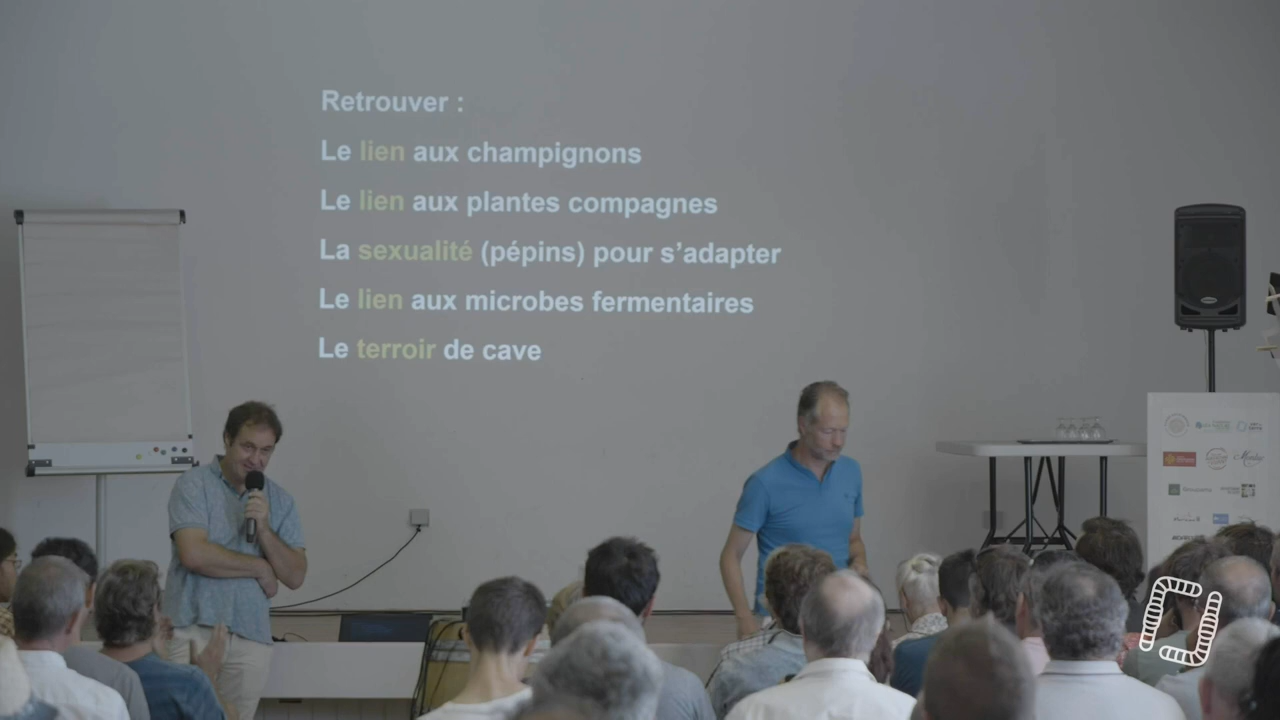 Retrouver :
Le lien aux champignons
Le lien aux plantes compagnes
La sexualité (pépins) pour s'adapter
Le lien aux microbes fermentaires
Le terroir de cave